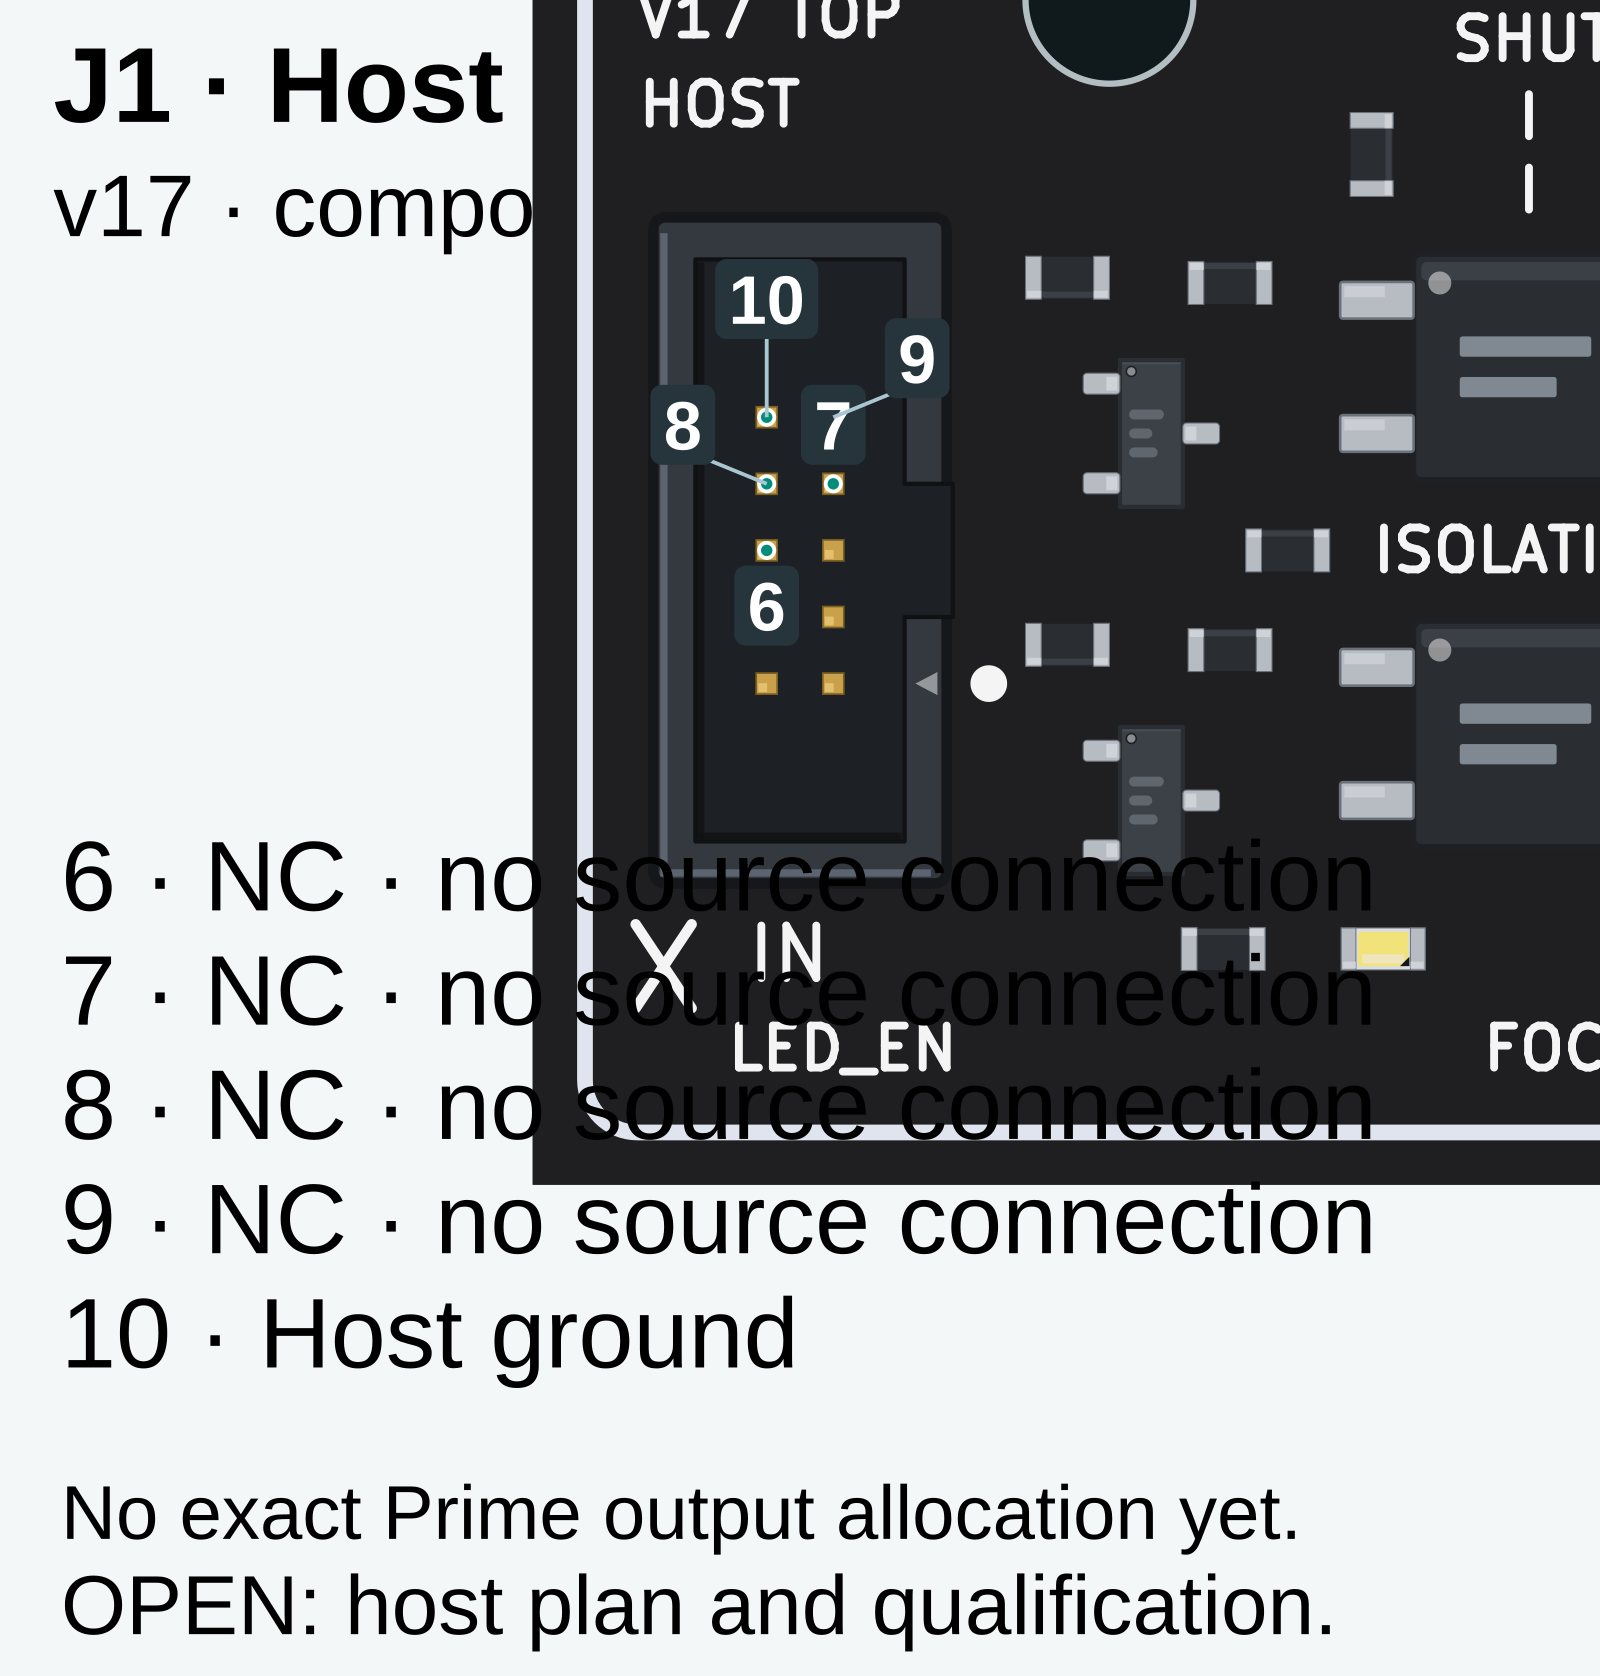 J1 · Host
v17 · compo
V17 TOP
HOST
SHUT
10
9
8
7
6
ISOLATI
IN
LED_EN
FOC
6 · NC · no source connection
7 · NC · no source connection
8 · NC · no source connection
9 · NC · no source connection
10 · Host ground
No exact Prime output allocation yet.
OPEN: host plan and qualification.